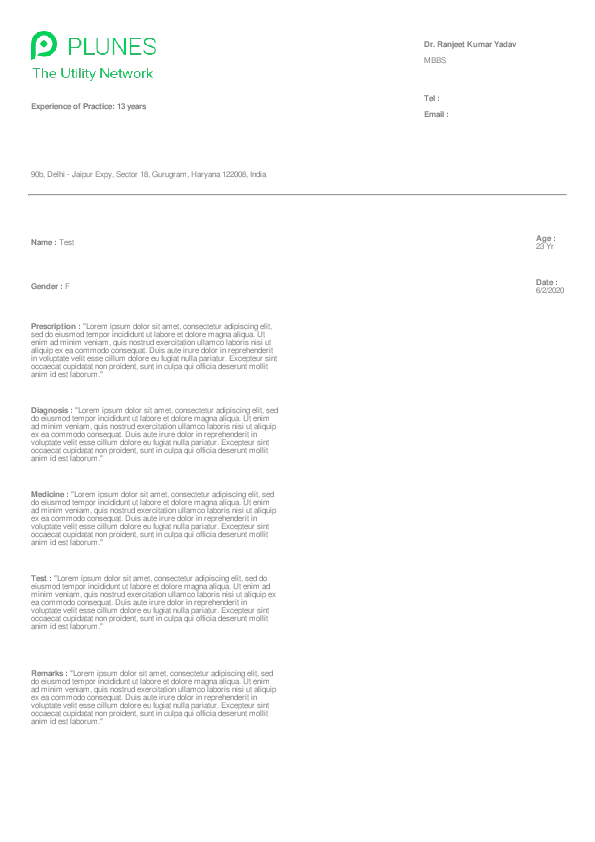 PLUNES
The Utility Network
Dr. Ranjeet Kumar Yadav
MBBS
Tel :
Email :
Experience of Practice: 13 years
90b, Delhi - Jaipur Expy, Sector 18, Gurugram, Haryana 122008, India
Name : Test
Age :
23 Yr
Gender : F
Date :
6/2/2020
Prescription : "Lorem ipsum dolor sit amet, consectetur adipiscing elit,
sed do eiusmod tempor incididunt ut labore et dolore magna aliqua. Ut
enim ad minim veniam, quis nostrud exercitation ullamco laboris nisi ut
aliquip ex ea commodo consequat. Duis aute irure dolor in reprehenderit
in voluptate velit esse cillum dolore eu fugiat nulla pariatur. Excepteur sint
occaecat cupidatat non proident, sunt in culpa qui officia deserunt mollit
anim id est laborum."
Diagnosis : "Lorem ipsum dolor sit amet, consectetur adipiscing elit, sed
do eiusmod tempor incididunt ut labore et dolore magna aliqua. Ut enim
ad minim veniam, quis nostrud exercitation ullamco laboris nisi ut aliquip
ex ea commodo consequat. Duis aute irure dolor in reprehenderit in
voluptate velit esse cillum dolore eu fugiat nulla pariatur. Excepteur sint
occaecat cupidatat non proident, sunt in culpa qui officia deserunt mollit
anim id est laborum."
Medicine : "Lorem ipsum dolor sit amet, consectetur adipiscing elit, sed
do eiusmod tempor incididunt ut labore et dolore magna aliqua. Ut enim
ad minim veniam, quis nostrud exercitation ullamco laboris nisi ut aliquip
ex ea commodo consequat. Duis aute irure dolor in reprehenderit in
voluptate velit esse cillum dolore eu fugiat nulla pariatur. Excepteur sint
occaecat cupidatat non proident, sunt in culpa qui officia deserunt mollit
anim id est laborum."
Test : "Lorem ipsum dolor sit amet, consectetur adipiscing elit, sed do
eiusmod tempor incididunt ut labore et dolore magna aliqua. Ut enim ad
minim veniam, quis nostrud exercitation ullamco laboris nisi ut aliquip ex
ea commodo consequat. Duis aute irure dolor in reprehenderit in
voluptate velit esse cillum dolore eu fugiat nulla pariatur. Excepteur sint
occaecat cupidatat non proident, sunt in culpa qui officia deserunt mollit
anim id est laborum."
Remarks : "Lorem ipsum dolor sit amet, consectetur adipiscing elit, sed
do eiusmod tempor incididunt ut labore et dolore magna aliqua. Ut enim
ad minim veniam, quis nostrud exercitation ullamco laboris nisi ut aliquip
ex ea commodo consequat. Duis aute irure dolor in reprehenderit in
voluptate velit esse cillum dolore eu fugiat nulla pariatur. Excepteur sint
occaecat cupidatat non proident, sunt in culpa qui officia deserunt mollit
anim id est laborum."